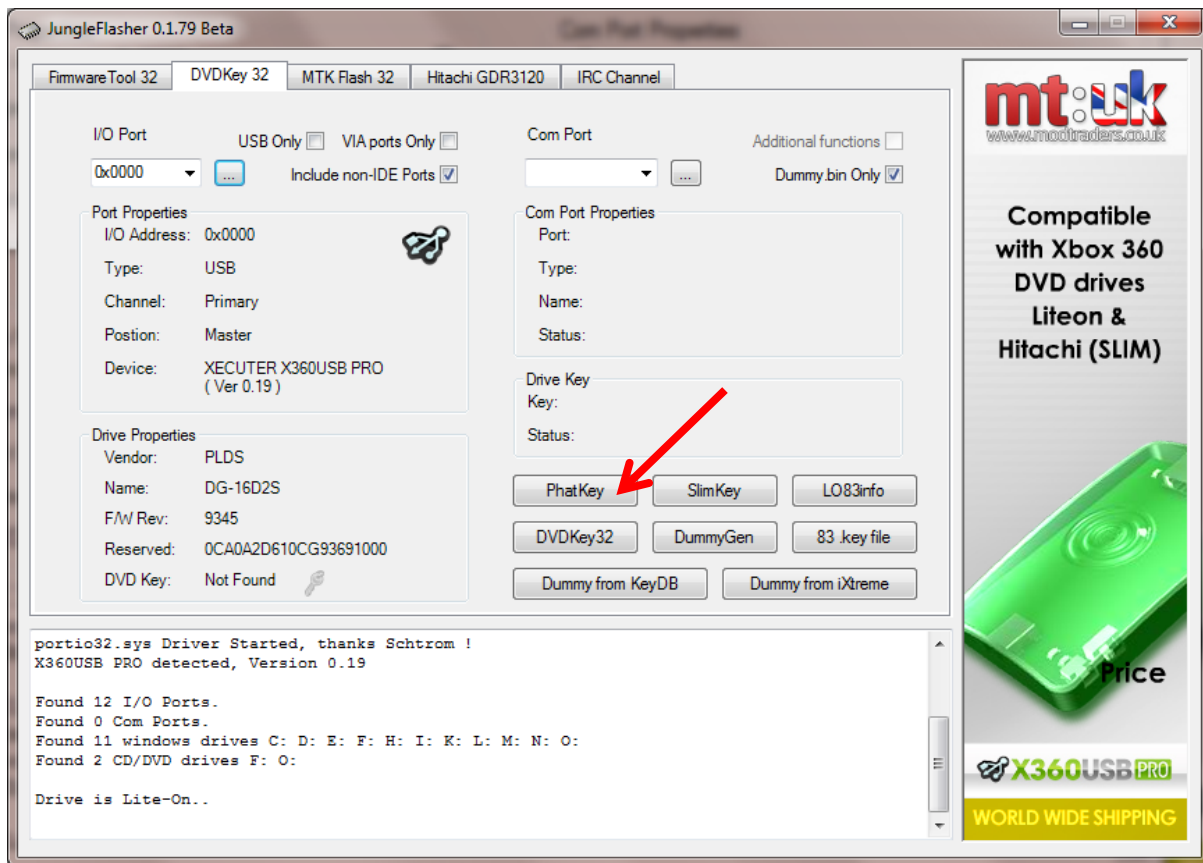 JungleFlasher 0.1.79 Beta
Com Port Properties
FirmwareTool 32
DVDKey 32
MTK Flash 32
Hitachi GDR3120
IRC Channel
I/O Port
USB Only
VIA ports Only
0x0000
...
Include non-IDE Ports
Com Port
Additional functions
...
Dummy.bin Only
Port Properties
I/O Address: 0x0000
Type: USB
Channel: Primary
Postion: Master
Device: XECUTER X360USB PRO
( Ver 0.19 )
Com Port Properties
Port:
Type:
Name:
Status:
Drive Key
Key:
Status:
Drive Properties
Vendor: PLDS
Name: DG-16D2S
F/W Rev: 9345
Reserved: 0CA0A2D610CG93691000
DVD Key: Not Found
PhatKey
SlimKey
LO83info
DVDKey32
DummyGen
83 .key file
Dummy from KeyDB
Dummy from iXtreme
portio32.sys Driver Started, thanks Schtrom !
X360USB PRO detected, Version 0.19
Found 12 I/O Ports.
Found 0 Com Ports.
Found 11 windows drives C: D: E: F: H: I: K: L: M: N: O:
Found 2 CD/DVD drives F: O:
Drive is Lite-On..
mt:uk
www.modtraders.co.uk
Compatible
with Xbox 360
DVD drives
Liteon &
Hitachi (SLIM)
Price
X360USB PRO
WORLD WIDE SHIPPING